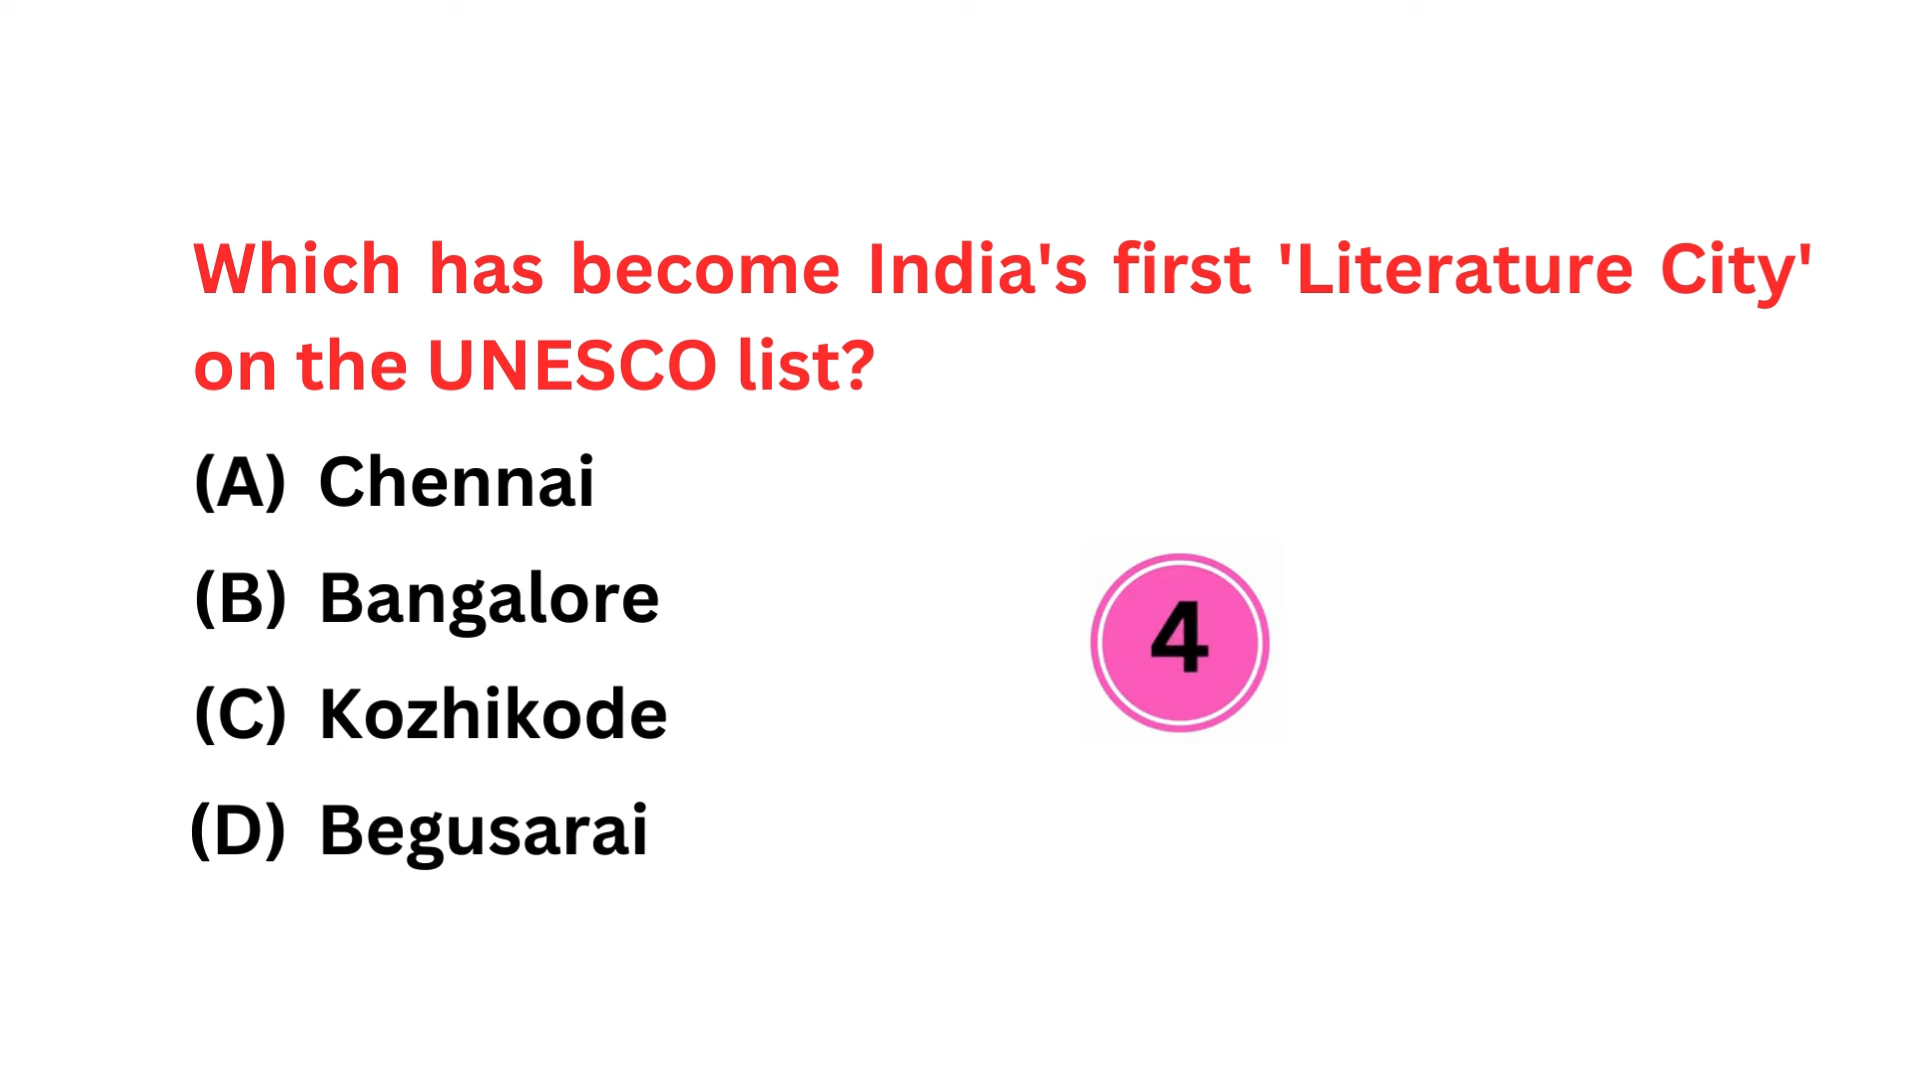 Which has become India's first 'Literature City'
on the UNESCO list?
(A) Chennai
(B) Bangalore
4
(C) Kozhikode
(D) Begusarai